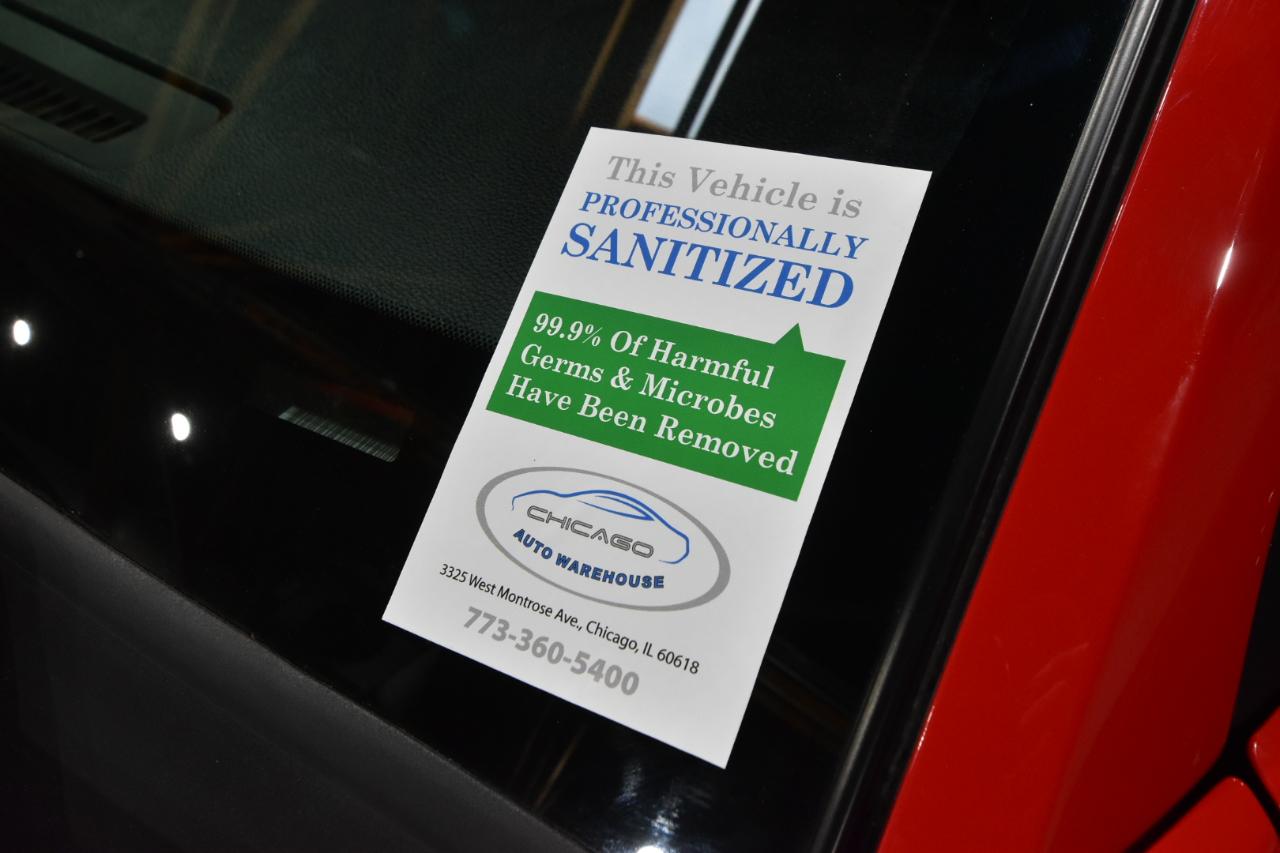 This Vehicle is
PROFESSIONALLY
SANITIZED
99.9% Of Harmful
Germs & Microbes
Have Been Removed
CHICAGO
AUTO WAREHOUSE
3325 West Montrose Ave., Chicago, IL 60618
773-360-5400